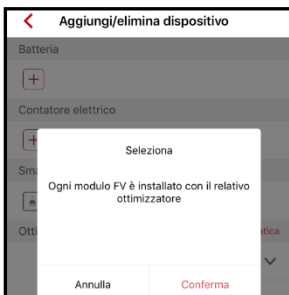 Aggiungi/elimina dispositivo
Batteria
Contatore elettrico
Seleziona
Ogni modulo FV è installato con il relativo
ottimizzatore
Annulla
Conferma